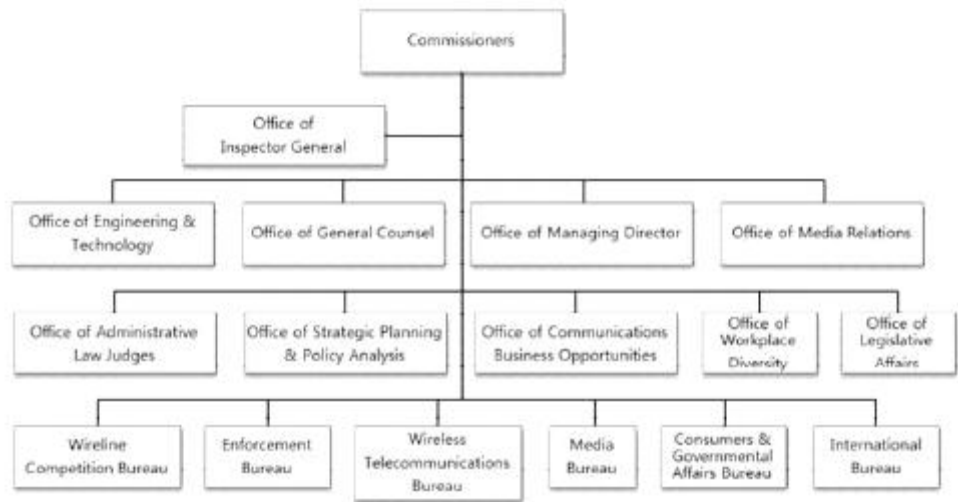 Commissioners
Office of
Inspector General
Office of Engineering &
Technology
Office of General Counsel
Office of Managing Director
Office of Media Relations
Office of Administrative
Law Judges
Office of Strategic Planning
& Policy Analysis
Office of Communications
Business Opportunities
Office of
Workplace
Diversity
Office of
Legislative
Affairs
Wireline
Competition Bureau
Enforcement
Bureau
Wireless
Telecommunications
Bureau
Media
Bureau
Consumers &
Governmental
Affairs Bureau
International
Bureau